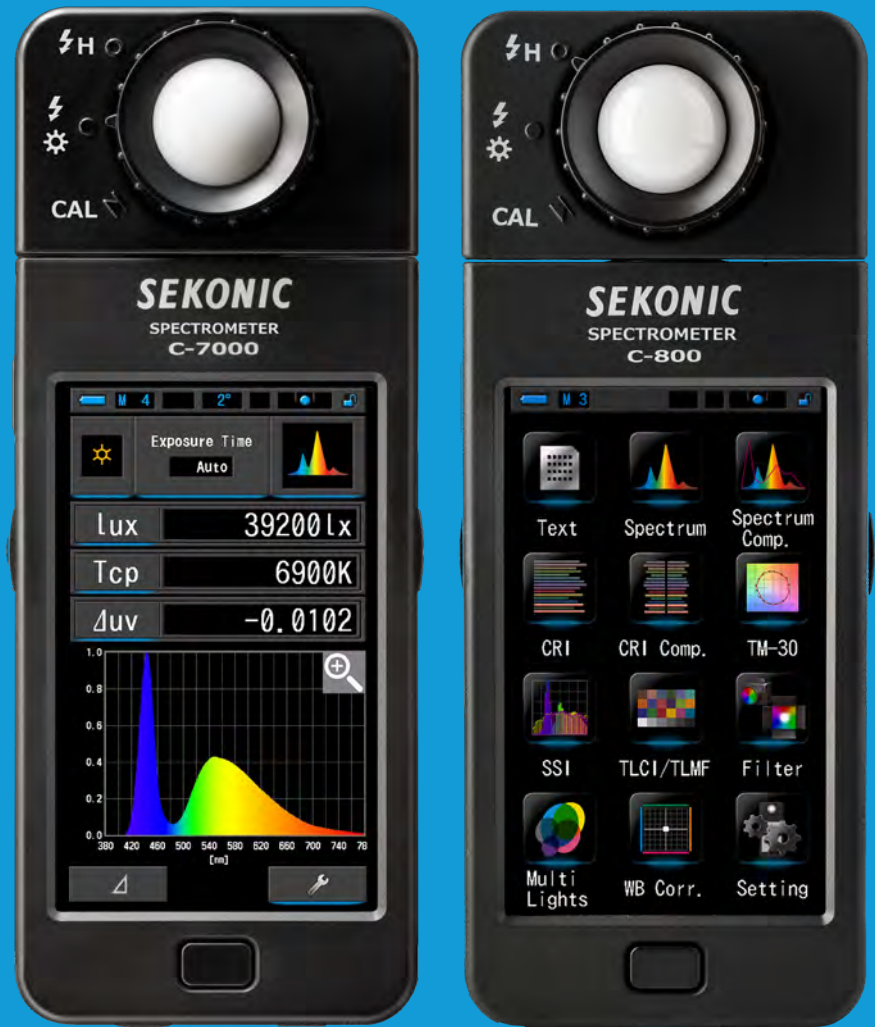 H
CAL
SEKONIC
SPECTROMETER
C-7000
M 4
2°
Exposure Time
Auto
lux 39200lx
Tcp 6900K
⊿uv -0.0102
1.0
0.8
0.6
0.4
0.2
0.0
380 420 460 500 540 580 620 660 700 740 78
[nm]
⊿
H
CAL
SEKONIC
SPECTROMETER
C-800
M 3
Text
Spectrum
Spectrum
Comp.
CRI
CRI Comp.
TM-30
SSI
TLCI/TLMF
Filter
Multi
Lights
WB Corr.
Setting